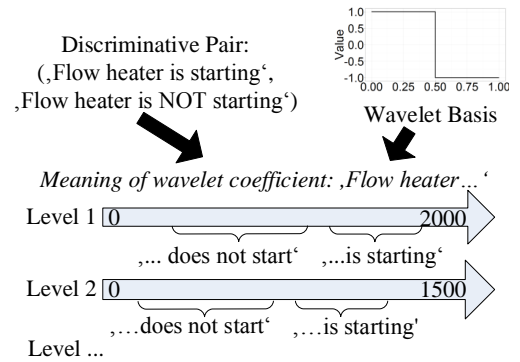 Discriminative Pair:
(‚Flow heater is starting‘,
‚Flow heater is NOT starting‘)
1.0
0.5
0.0
-0.5
-1.0
Value
0.00 0.25 0.50 0.75 1.00
Wavelet Basis
Meaning of wavelet coefficient: ‚Flow heater…‘
Level 1 0 2000
‚... does not start‘ ‚...is starting‘
Level 2 0 1500
‚…does not start‘ ‚…is starting'
Level ...